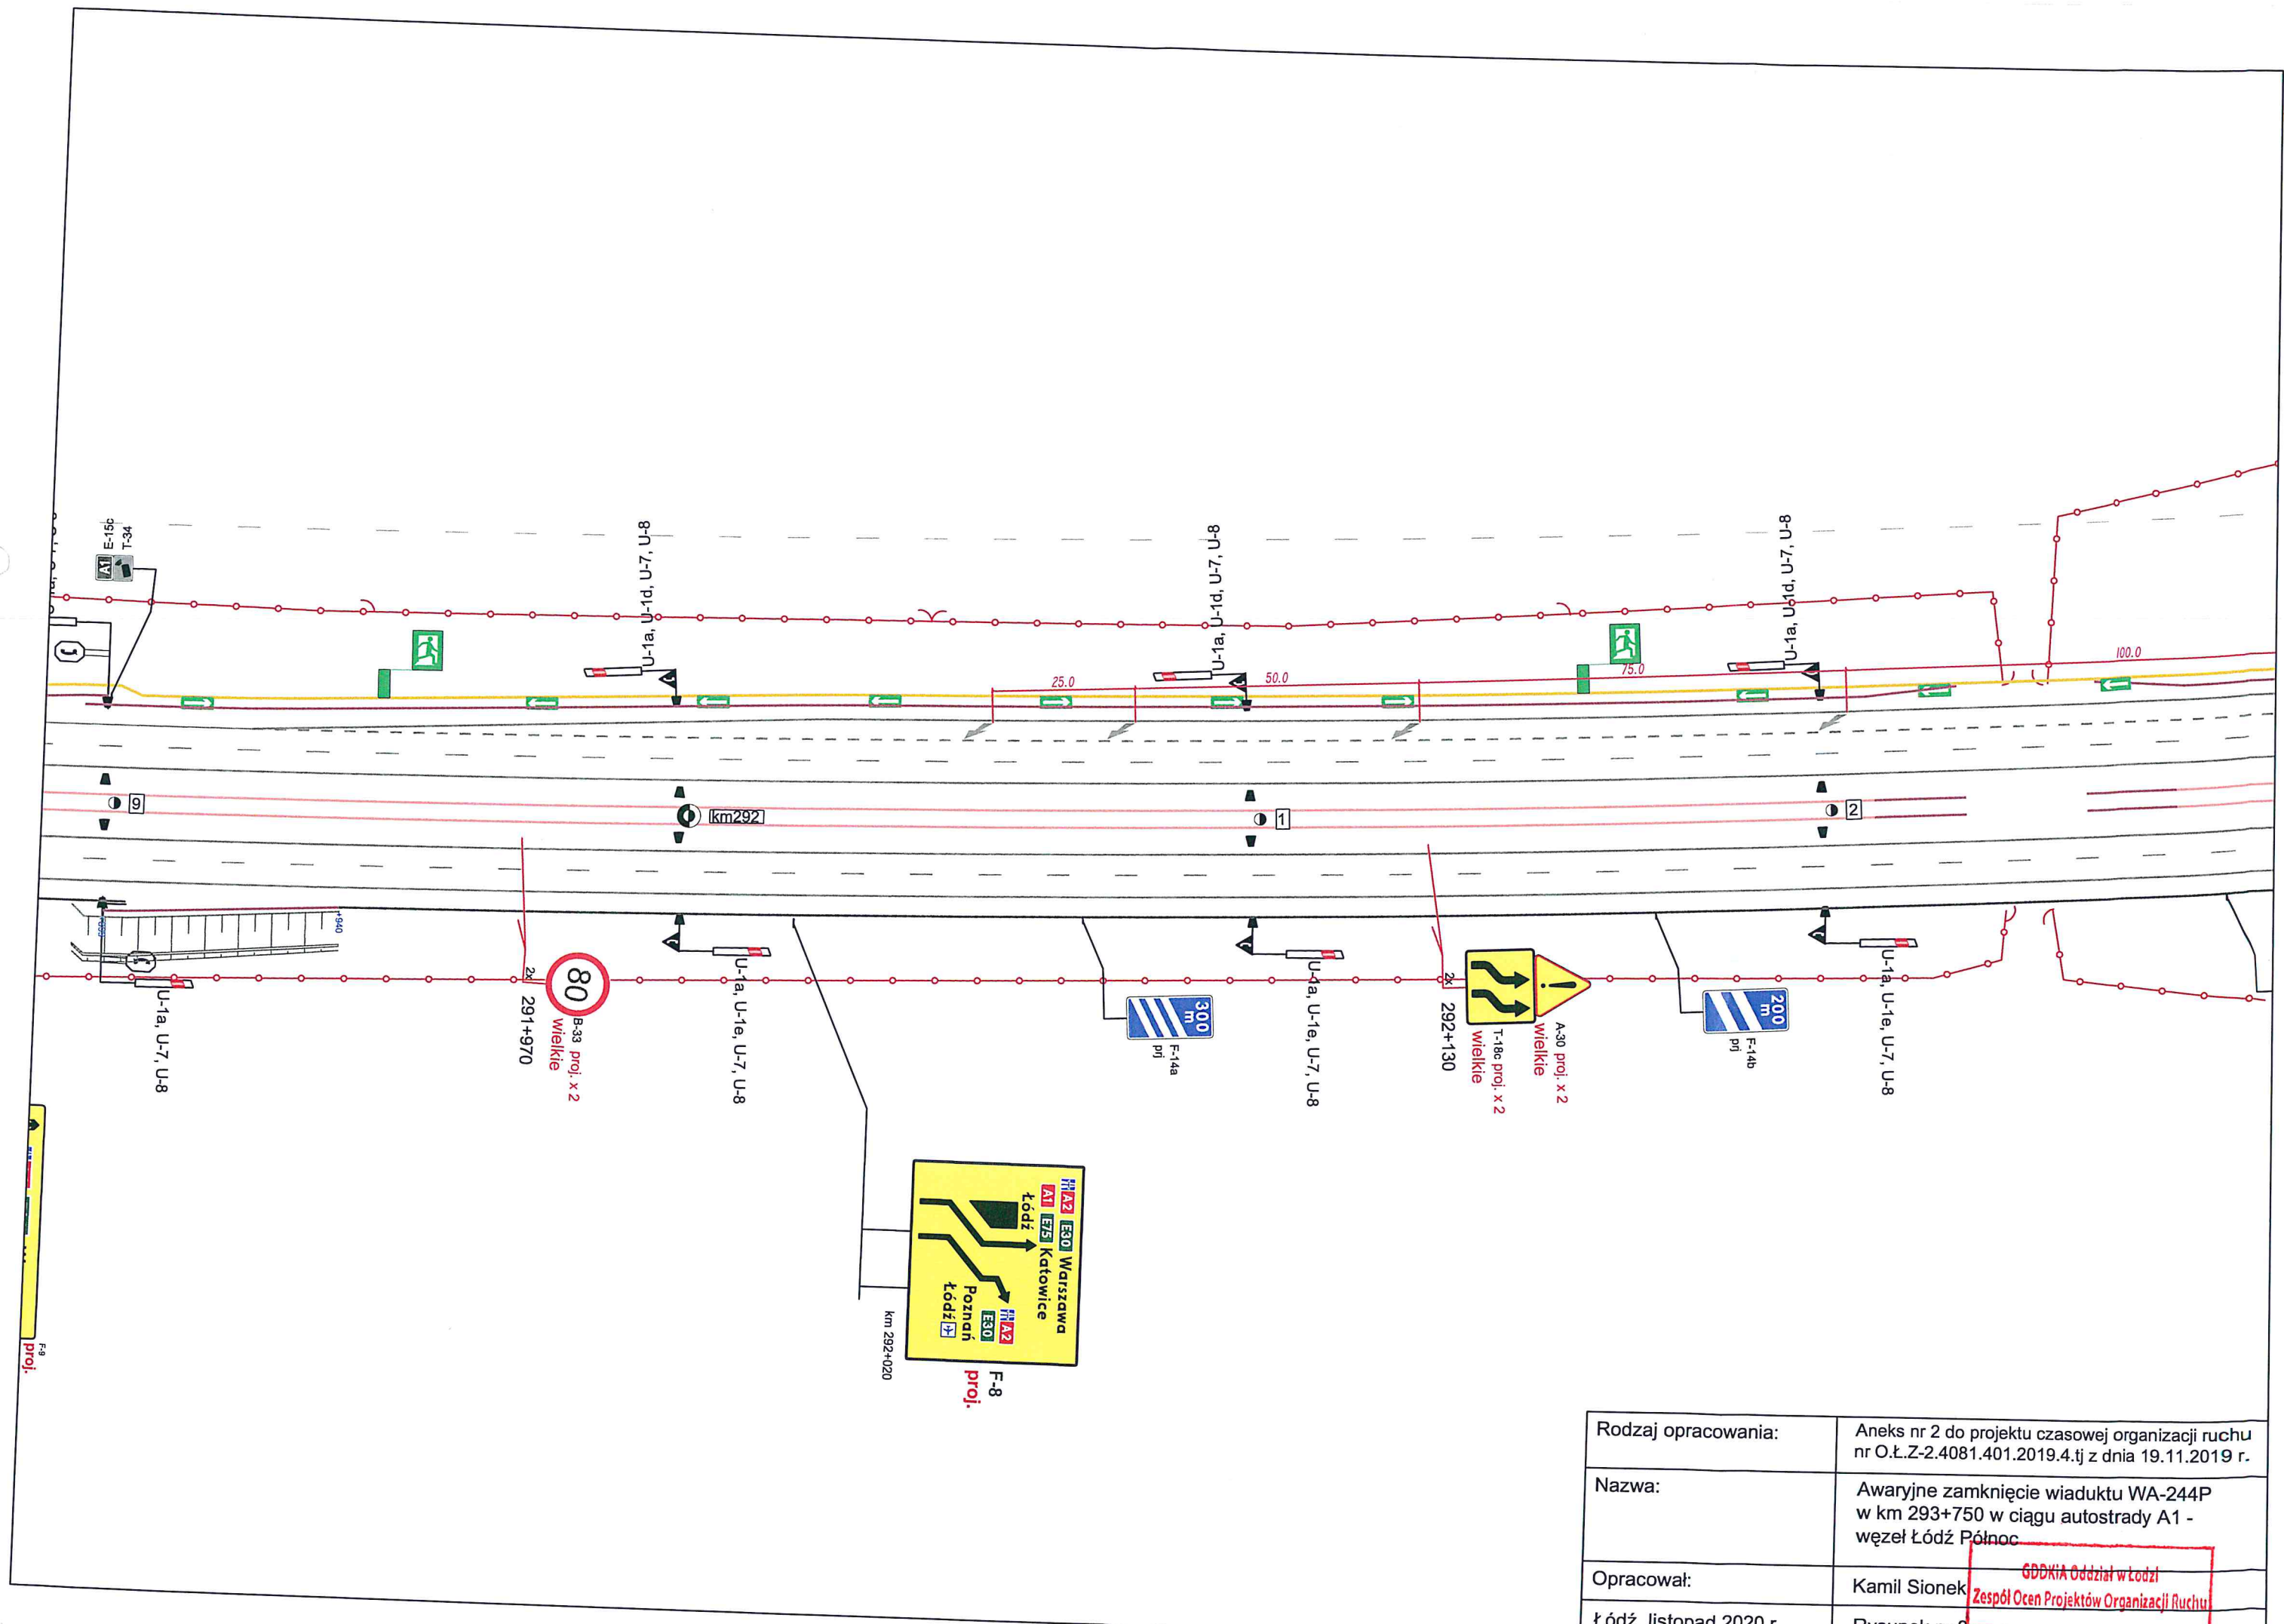 E-15c
T-34
A1
U-1a, U-1d, U-7, U-8
U-1a, U-1d, U-7, U-8
U-1a, U-1d, U-7, U-8
25.0
50.0
75.0
100.0
9
km292
1
2
+940
U-1a, U-7, U-8
2x
291+970
80
B-33 proj. x 2
wielkie
U-1a, U-1e, U-7, U-8
300
m
F-14a
prj
U-1a, U-1e, U-7, U-8
2x
292+130
A-30 proj. x 2
wielkie
T-18c proj. x 2
wielkie
200
m
F-14b
prj
U-1a, U-1e, U-7, U-8
A2 E30 Warszawa
A1 E75 Katowice
Łódź
A2
E30
Poznań
Łódź
F-8
proj.
km 292+020
F-9
proj.
Rodzaj opracowania:
Aneks nr 2 do projektu czasowej organizacji ruchu
nr O.Ł.Z-2.4081.401.2019.4.tj z dnia 19.11.2019 r.
Nazwa:
Awaryjne zamknięcie wiaduktu WA-244P
w km 293+750 w ciągu autostrady A1 -
węzeł Łódź Północ
Opracował:
Kamil Sionek
GDDKiA Oddział w Łodzi
Zespół Ocen Projektów Organizacji Ruchu
Łódź, listopad 2020 r.